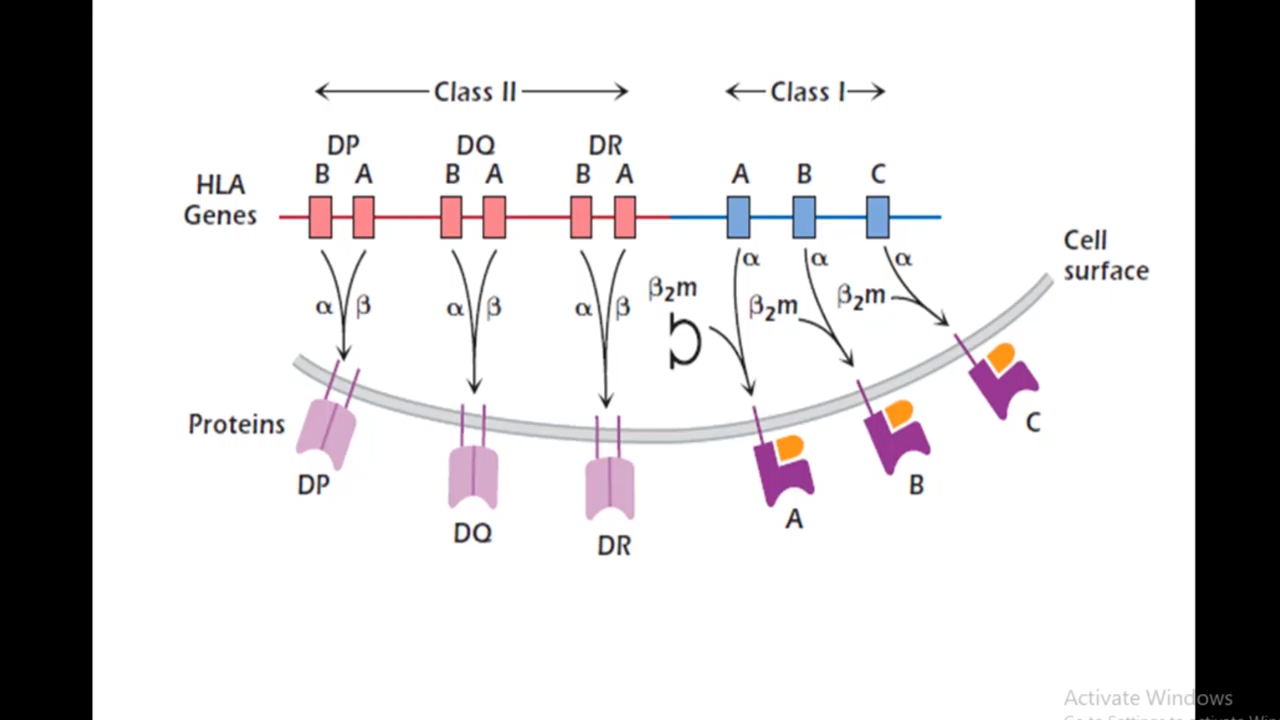 Class II
Class I
DP DQ DR
B A B A B A A B C
HLA
Genes
α α α
Cell
surface
β₂m
β₂m
β₂m
α β α β α β
Proteins
DP
DQ
DR
A
B
C
Activate Windows